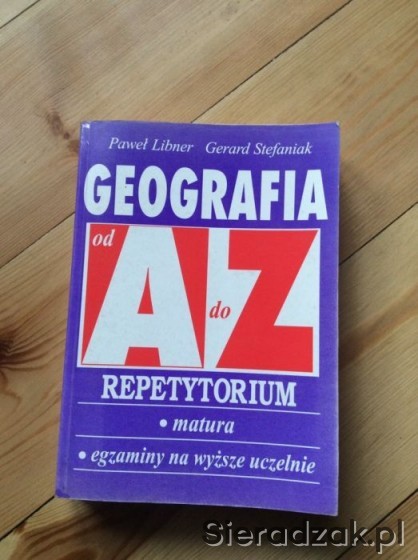 Paweł Libner Gerard Stefaniak
GEOGRAFIA
od
A
do
Z
REPETYTORIUM
• matura
• egzaminy na wyższe uczelnie
Sieradzak.pl